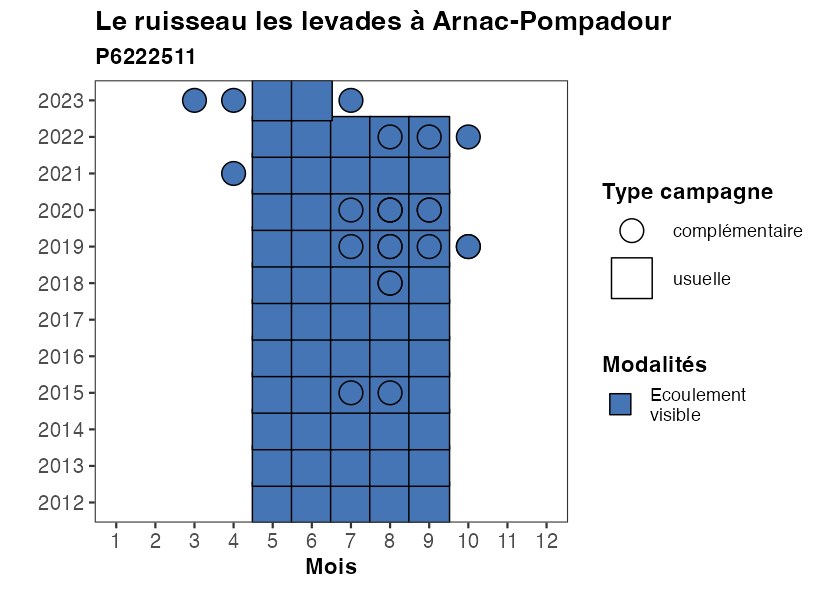 Le ruisseau les levades à Arnac-Pompadour
P6222511
2023
2022
2021
2020
2019
2018
2017
2016
2015
2014
2013
2012
1 2 3 4 5 6 7 8 9 10 11 12
Mois
Type campagne
complémentaire
usuelle
Modalités
Ecoulement
visible